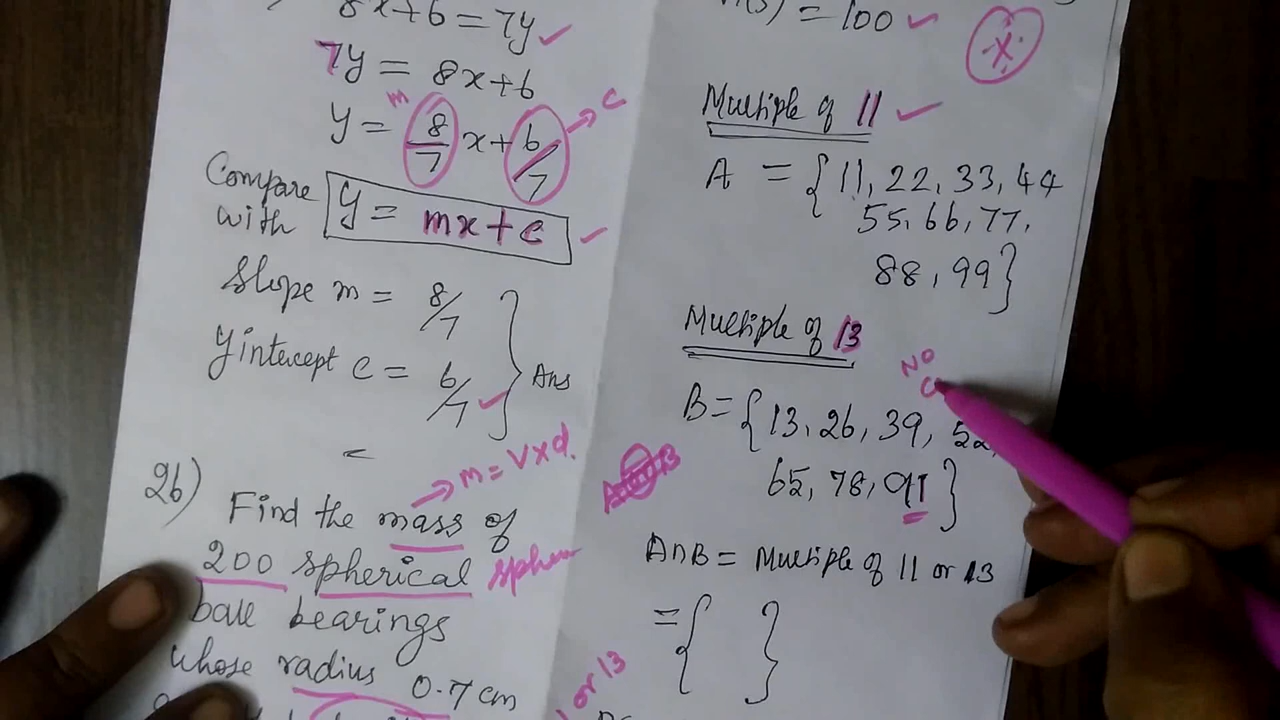 8x+6=7y
7y = 8x+6
m
y = 8/7 x + 6/7
c
Compare with
y = mx+c
Slope m = 8/7
y intercept c = 6/7
Ans
m = V×d.
26)
Find the mass of
200 spherical
ball bearings
whose radius 0.7 cm
= 100
x
Multiple of 11
A = {11, 22, 33, 44
55, 66, 77,
88, 99}
Multiple of 13
No
B = {13, 26, 39, 52,
65, 78, 91}
A∩B = Multiple of 11 or 13
= { }
or 13